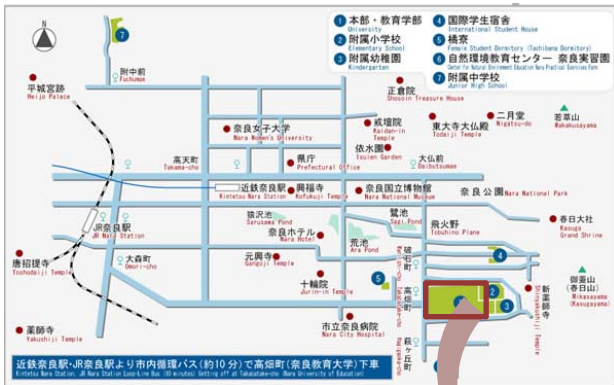 N
1 本部・教育学部
University
2 附属小学校
Elementary School
3 附属幼稚園
Kindergarten
4 国際学生宿舎
International Student House
5 橘寮
Female Student Dormitory (Tachibana Dormitory)
6 自然環境教育センター 奈良実習園
Center for Natural Environment Education Nara Practical Exercises Farm
7 附属中学校
Junior High School
7
附中前
Fuchumae
平城宮跡
Heijo Palace
正倉院
Shosoin Treasure House
奈良女子大学
Nara Women's University
戒壇院
Kaidan-in Temple
依水園
Isuien Garden
東大寺大仏殿
Todaiji Temple
二月堂
Nigatsu-do
若草山
Wakakusayama
高天町
Takama-cho
県庁
Prefectural Office
大仏前
Daibutsumae
近鉄奈良駅
Kintetsu Nara Station
興福寺
Kofukuji Temple
奈良国立博物館
Nara National Museum
奈良公園
Nara National Park
猿沢池
Sarusawa Pond
鷺池
Sagi Pond
飛火野
Tobuhino Plane
春日大社
Kasuga Grand Shrine
JR奈良駅
JR Nara Station
奈良ホテル
Nara Hotel
荒池
Ara Pond
破石町
4
唐招提寺
Toshodaiji Temple
大森町
Omori-cho
元興寺
Gangoji Temple
十輪院
Jurin-in Temple
5
高畑町
2
3
新薬師寺
Shinyakushiji Temple
御蓋山
(春日山)
Mikasayama
(Kasugayama)
薬師寺
Yakushiji Temple
市立奈良病院
Nara City Hospital
近鉄奈良駅・JR奈良駅より市内循環バス(約10分)で高畑町(奈良教育大学)下車